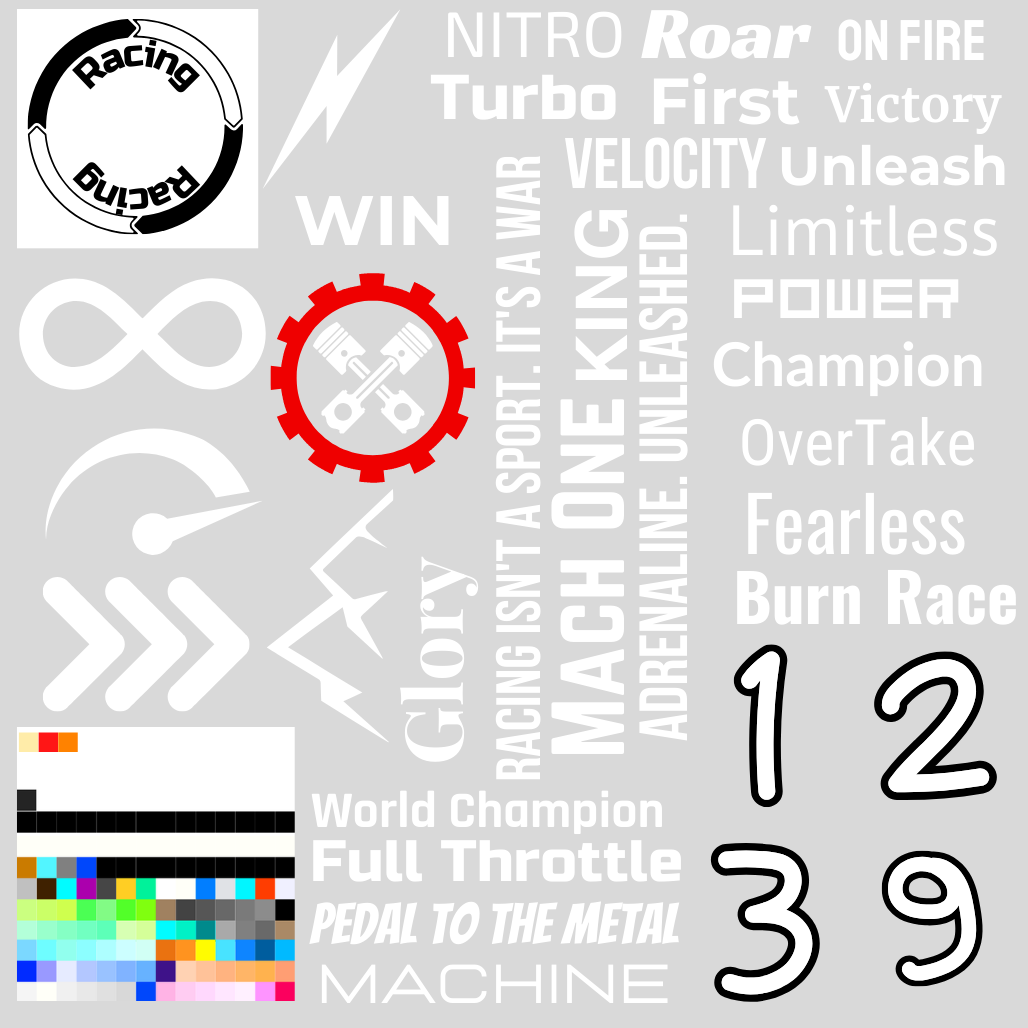 Racing
Racing
NITRO
Roar
ON FIRE
Turbo
First
Victory
VELOCITY
Unleash
WIN
Limitless
POWER
Champion
OverTake
Fearless
Burn Race
RACING ISN'T A SPORT. IT'S A WAR
MACH ONE KING
ADRENALINE. UNLEASHED.
Glory
1
2
3
9
World Champion
Full Throttle
PEDAL TO THE METAL
MACHINE